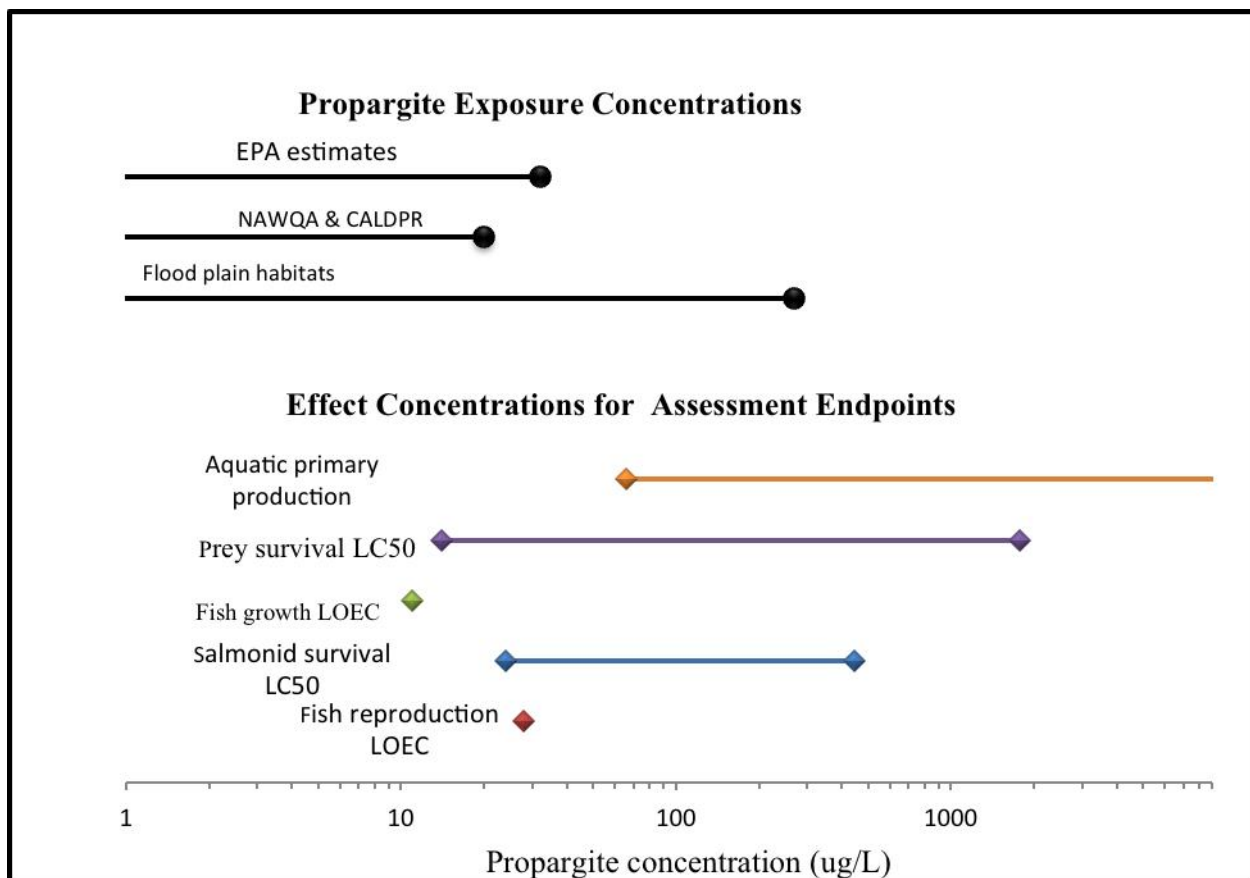 Propargite Exposure Concentrations
EPA estimates
NAWQA & CALDPR
Flood plain habitats
Effect Concentrations for  Assessment Endpoints
Aquatic primary
production
Prey survival LC50
Fish growth LOEC
Salmonid survival
LC50
Fish reproduction
LOEC
1 10 100 1000
Propargite concentration (ug/L)